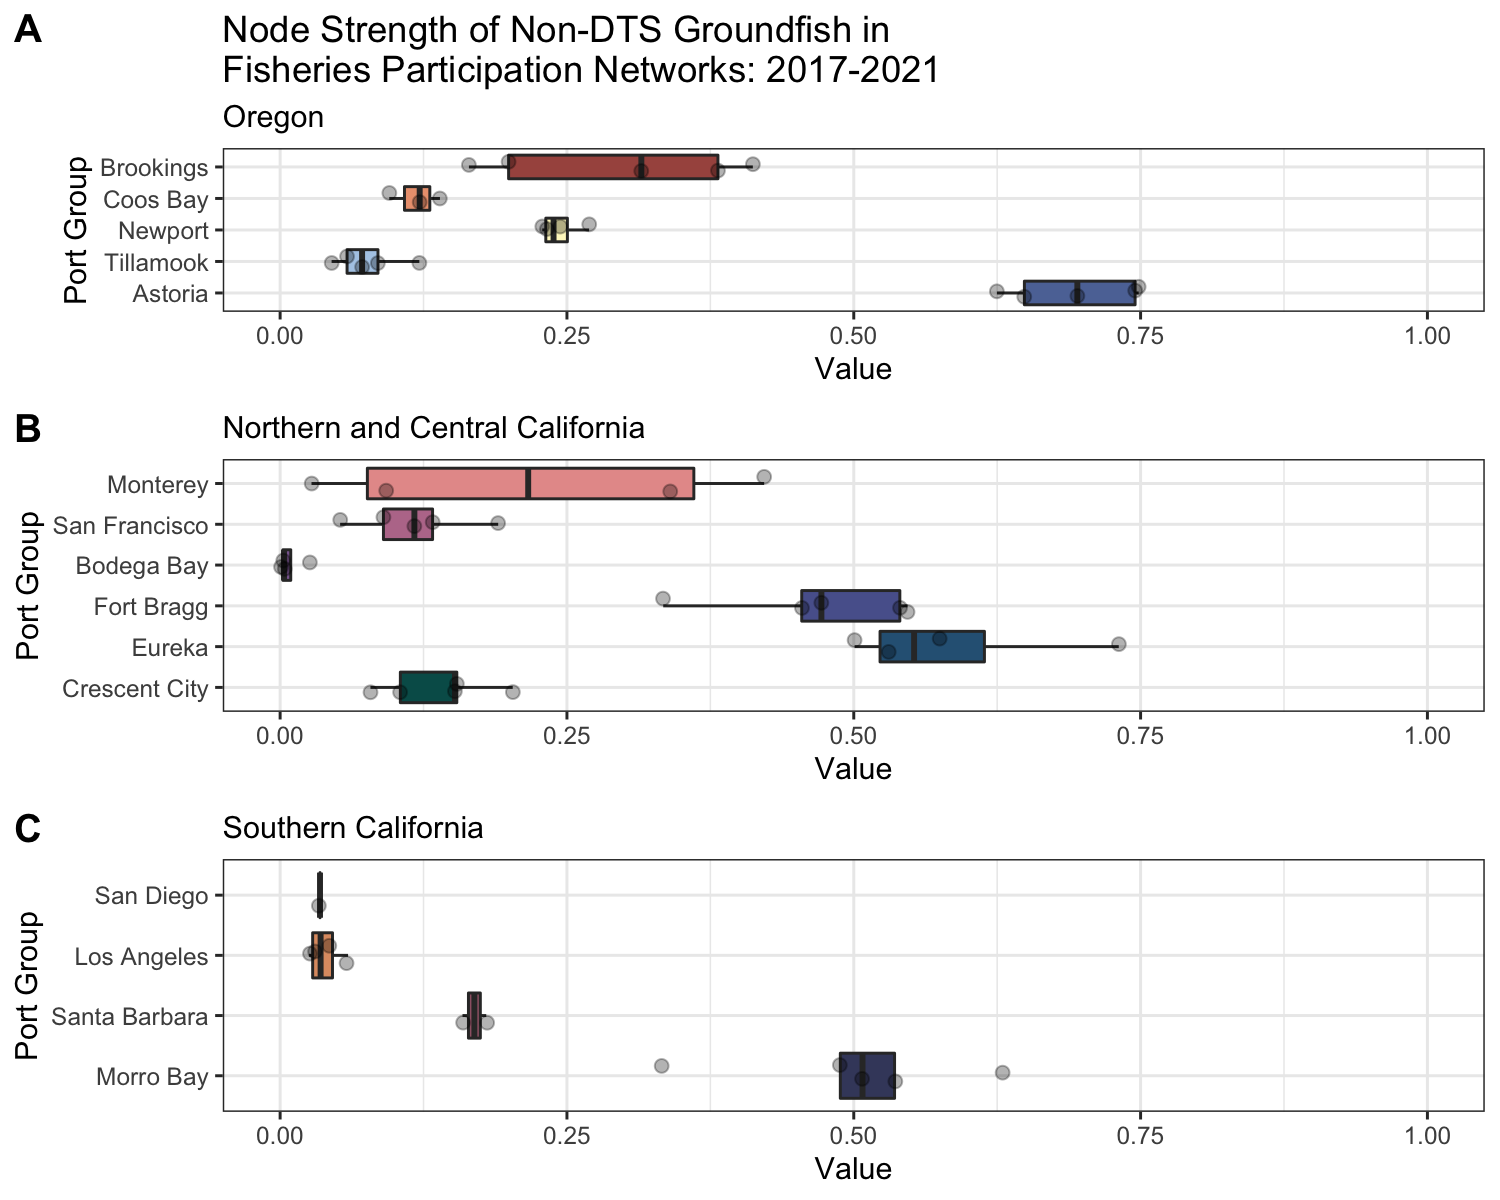 A
Node Strength of Non-DTS Groundfish in
Fisheries Participation Networks: 2017-2021
Oregon
Port Group
Brookings
Coos Bay
Newport
Tillamook
Astoria
0.00 0.25 0.50 0.75 1.00
Value
B
Northern and Central California
Port Group
Monterey
San Francisco
Bodega Bay
Fort Bragg
Eureka
Crescent City
0.00 0.25 0.50 0.75 1.00
Value
C
Southern California
Port Group
San Diego
Los Angeles
Santa Barbara
Morro Bay
0.00 0.25 0.50 0.75 1.00
Value